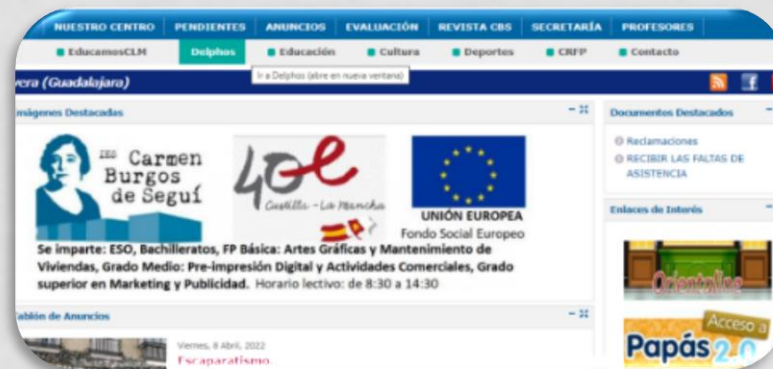 NUESTRO CENTRO PENDIENTES ANUNCIOS EVALUACIÓN REVISTA CBS SECRETARÍA PROFESORES
EducamosCLM Delphos Educación Cultura Deportes CRFP Contacto
Ir a Delphos (abre en nueva ventana)
vera (Guadalajara)
Imágenes Destacadas
IES Carmen
Burgos
de Seguí
40e
Castilla - La Mancha
UNIÓN EUROPEA
Fondo Social Europeo
Se imparte: ESO, Bachilleratos, FP Básica: Artes Gráficas y Mantenimiento de
Viviendas, Grado Medio: Pre-impresión Digital y Actividades Comerciales, Grado
superior en Marketing y Publicidad. Horario lectivo: de 8:30 a 14:30
Tablón de Anuncios
Viernes, 8 Abril, 2022
Escaparatismo.
Documentos Destacados
Reclamaciones
RECIBIR LAS FALTAS DE
ASISTENCIA
Enlaces de Interés
Orientaline
Acceso a
Papás 2.0